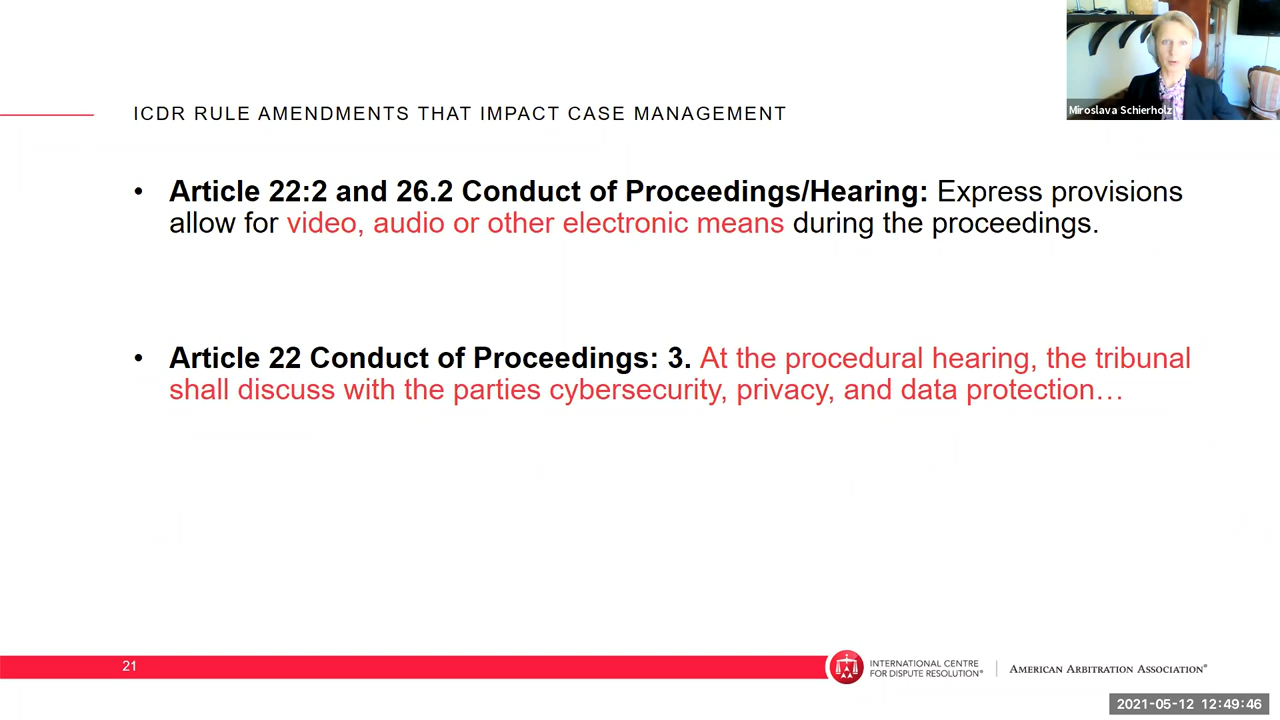 Miroslava Schierholz
ICDR RULE AMENDMENTS THAT IMPACT CASE MANAGEMENT
• Article 22:2 and 26.2 Conduct of Proceedings/Hearing: Express provisions
allow for video, audio or other electronic means during the proceedings.
• Article 22 Conduct of Proceedings: 3. At the procedural hearing, the tribunal
shall discuss with the parties cybersecurity, privacy, and data protection…
21
AA
INTERNATIONAL CENTRE
FOR DISPUTE RESOLUTION®
AMERICAN ARBITRATION ASSOCIATION®
2021-05-12 12:49:46